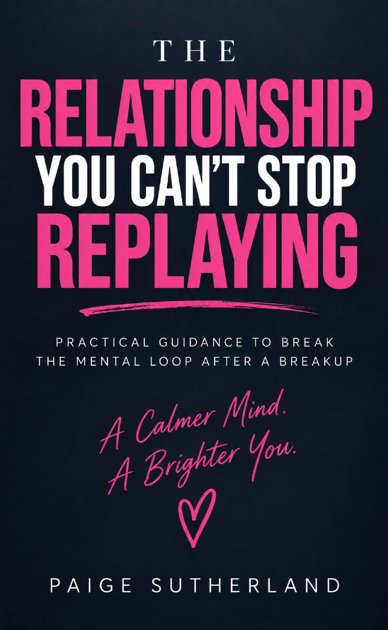 THE
RELATIONSHIP
YOU CAN'T STOP
REPLAYING
PRACTICAL GUIDANCE TO BREAK
THE MENTAL LOOP AFTER A BREAKUP
A Calmer Mind.
A Brighter You.
PAIGE SUTHERLAND